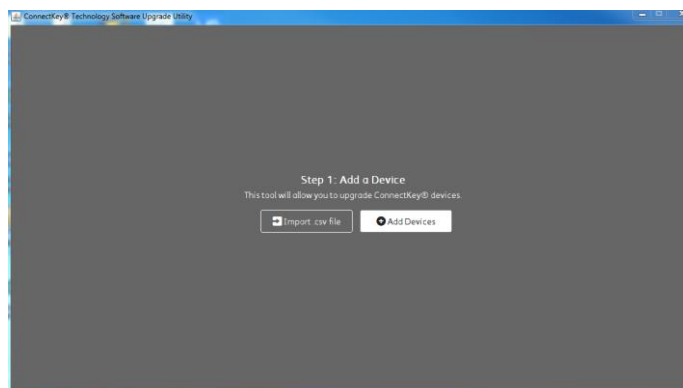 ConnectKey® Technology Software Upgrade Utility
Step 1: Add a Device
This tool will allow you to upgrade ConnectKey® devices.
Import .csv file
Add Devices